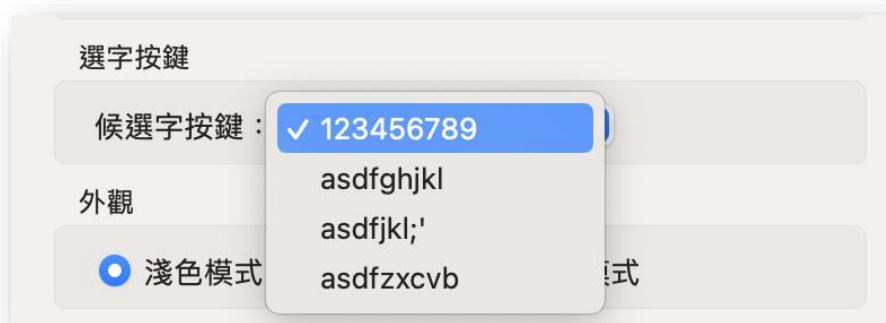 選字按鍵
候選字按鍵：
✓ 123456789
asdfghjkl
asdfjkl;'
asdfzxcvb
外觀
淺色模式
式